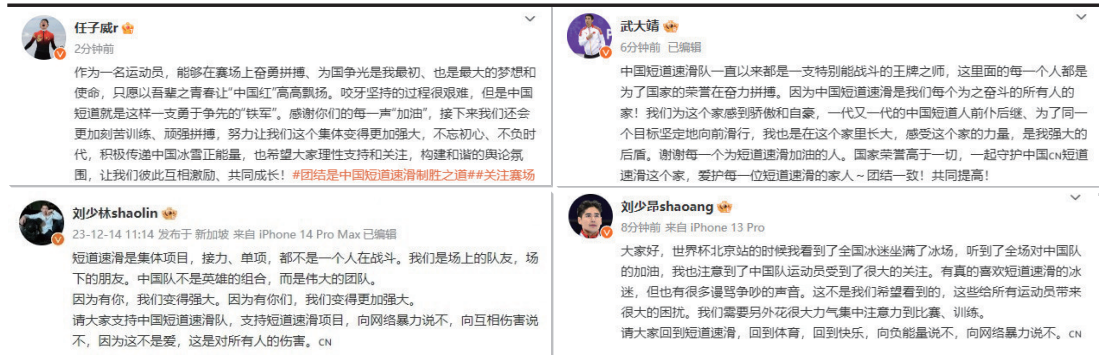 任子威r
2分钟前
作为一名运动员，能够在赛场上奋勇拼搏、为国争光是我最初、也是最大的梦想和
使命，只愿以吾辈之青春让“中国红”高高飘扬。咬牙坚持的过程很艰难，但是中国
短道就是这样一支勇于争先的“铁军”。感谢你们的每一声“加油”，接下来我们还会
更加刻苦训练、顽强拼搏，努力让我们这个集体变得更加强大，不忘初心、不负时
代，积极传递中国冰雪正能量，也希望大家理性支持和关注，构建和谐的舆论氛
围，让我们彼此互相激励、共同成长！#团结是中国短道速滑制胜之道##关注赛场
武大靖
6分钟前 已编辑
中国短道速滑队一直以来都是一支特别能战斗的王牌之师，这里面的每一个人都是
为了国家的荣誉在奋力拼搏。因为中国短道速滑是我们每个为之奋斗的所有人的
家！我们为这个家感到骄傲和自豪，一代又一代的中国短道人前仆后继、为了同一
个目标坚定地向前滑行，我也是在这个家里长大，感受这个家的力量，是我强大的
后盾。谢谢每一个为短道速滑加油的人。国家荣誉高于一切，一起守护中国CN短道
速滑这个家，爱护每一位短道速滑的家人～团结一致！共同提高！
刘少林shaolin
23-12-14 11:14 发布于 新加坡 来自 iPhone 14 Pro Max 已编辑
短道速滑是集体项目，接力、单项，都不是一个人在战斗。我们是场上的队友，场
下的朋友。中国队不是英雄的组合，而是伟大的团队。
因为有你，我们变得强大。因为有你们，我们变得更加强大。
请大家支持中国短道速滑队，支持短道速滑项目，向网络暴力说不，向互相伤害说
不，因为这不是爱，这是对所有人的伤害。CN
刘少昂shaoang
8分钟前 来自 iPhone 13 Pro
大家好，世界杯北京站的时候我看到了全国冰迷坐满了冰场，听到了全场对中国队
的加油，我也注意到了中国队运动员受到了很大的关注。有真的喜欢短道速滑的冰
迷，但也有很多谩骂争吵的声音。这不是我们希望看到的，这些给所有运动员带来
很大的困扰。我们需要另外花很大力气集中注意力到比赛、训练。
请大家回到短道速滑，回到体育，回到快乐，向负能量说不，向网络暴力说不。CN